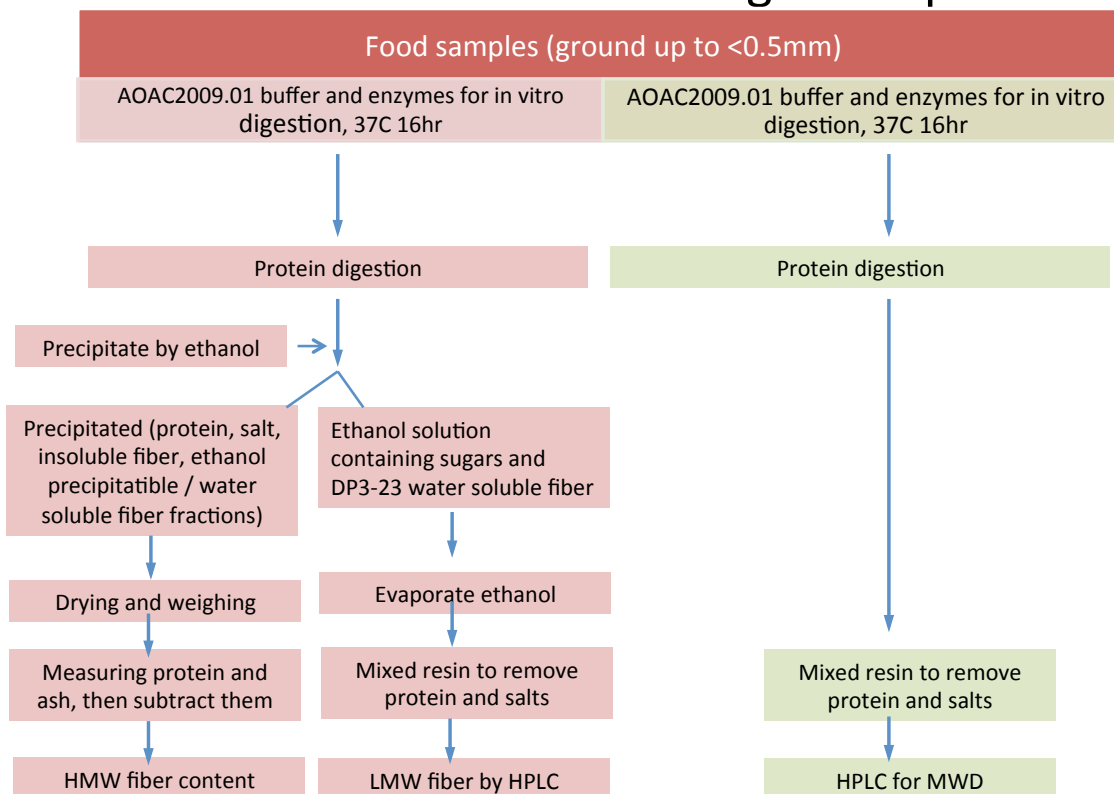 Food samples (ground up to <0.5mm)
AOAC2009.01 buffer and enzymes for in vitro
digestion, 37C 16hr
AOAC2009.01 buffer and enzymes for in vitro
digestion, 37C 16hr
Protein digestion
Protein digestion
Precipitate by ethanol
Precipitated (protein, salt,
insoluble fiber, ethanol
precipitatible / water
soluble fiber fractions)
Ethanol solution
containing sugars and
DP3-23 water soluble fiber
Drying and weighing
Evaporate ethanol
Measuring protein and
ash, then subtract them
Mixed resin to remove
protein and salts
Mixed resin to remove
protein and salts
HMW fiber content
LMW fiber by HPLC
HPLC for MWD